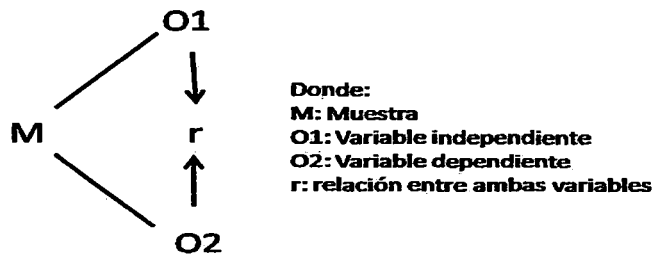 O1
M
r
O2
Donde:
M: Muestra
O1: Variable independiente
O2: Variable dependiente
r: relación entre ambas variables